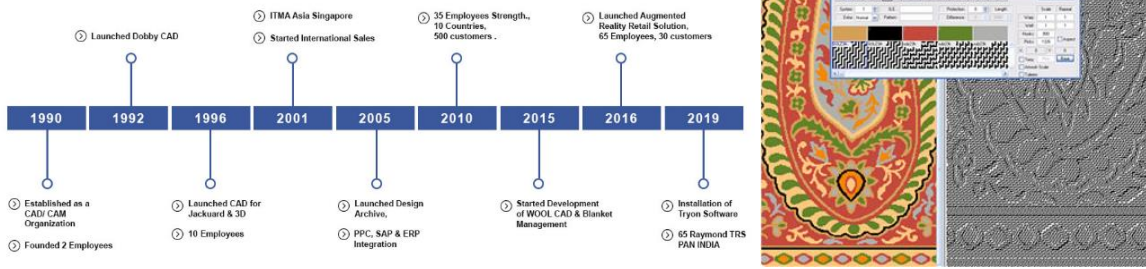 ITMA Asia Singapore
Started International Sales
Launched Dobby CAD
35 Employees Strength.,
10 Countries,
500 customers .
Launched Augmented
Reality Retail Solution,
65 Employees, 30 customers
1990
1992
1996
2001
2005
2010
2015
2016
2019
Established as a
CAD/ CAM
Organization
Founded 2 Employees
Launched CAD for
Jackuard & 3D
10 Employees
Launched Design
Archive,
PPC, SAP & ERP
Integration
Started Development
of WOOL CAD & Blanket
Management
Installation of
Tryon Software
65 Raymond TRS
PAN INDIA
System
Length
Scale
Repeat
Pattern